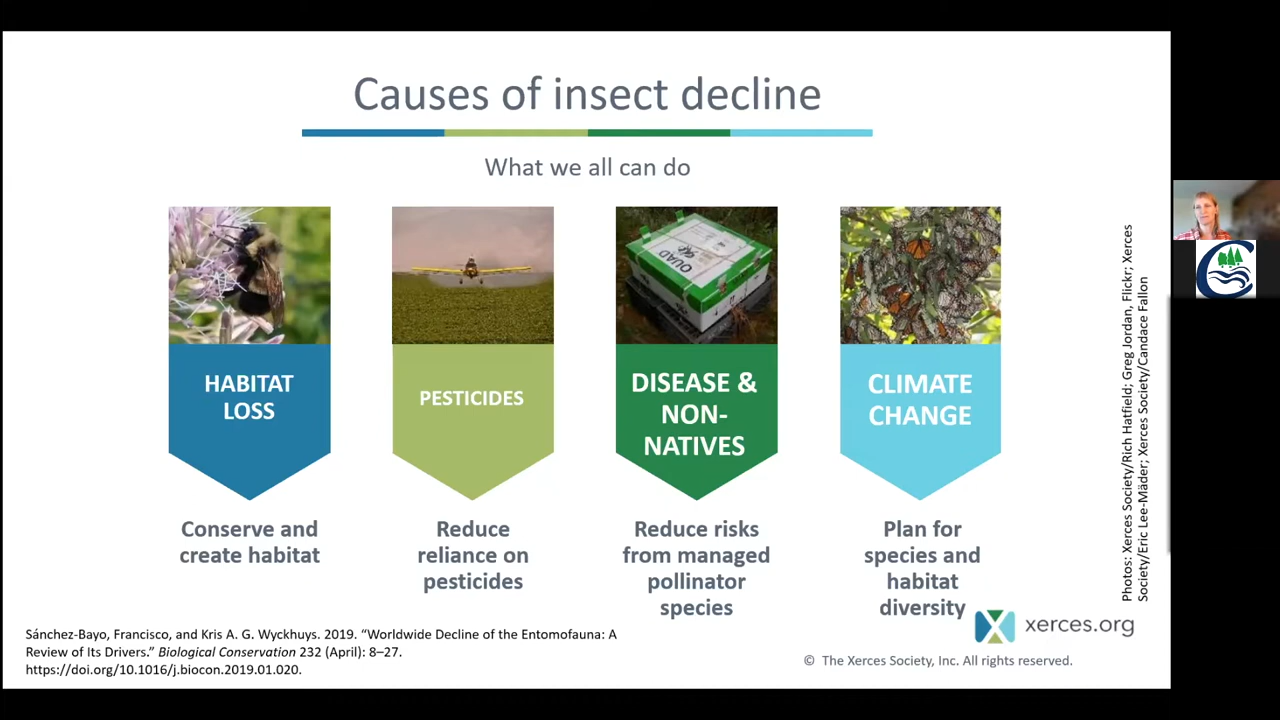 Causes of insect decline
What we all can do
HABITAT
LOSS
Conserve and
create habitat
PESTICIDES
Reduce
reliance on
pesticides
QUAD
DISEASE &
NON-
NATIVES
Reduce risks
from managed
pollinator
species
CLIMATE
CHANGE
Plan for
species and
habitat
diversity
Photos: Xerces Society/Rich Hatfield; Greg Jordan, Flickr; Xerces
Society/Eric Lee-Mäder; Xerces Society/Candace Fallon
Sánchez-Bayo, Francisco, and Kris A. G. Wyckhuys. 2019. “Worldwide Decline of the Entomofauna: A
Review of Its Drivers.” Biological Conservation 232 (April): 8–27.
https://doi.org/10.1016/j.biocon.2019.01.020.
xerces.org
© The Xerces Society, Inc. All rights reserved.